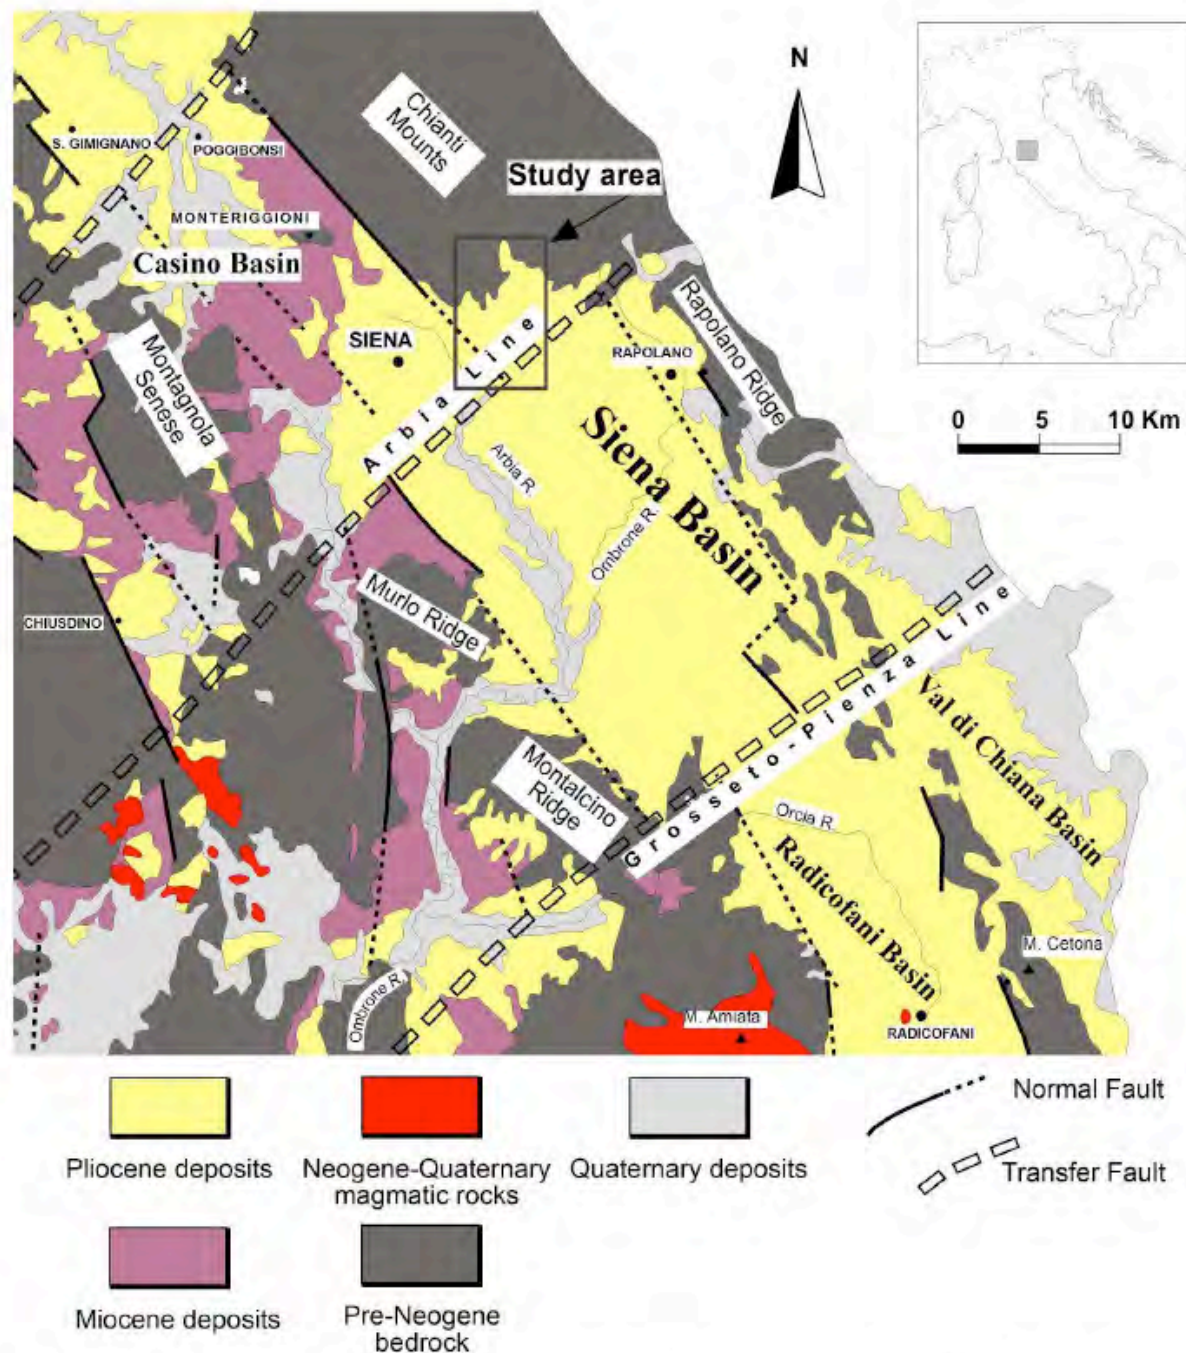 N
Chianti
Mounts
S. GIMIGNANO
POGGIBONSI
Study area
MONTERIGGIONI
Casino Basin
Rapolano Ridge
SIENA
RAPOLANO
Montagnola
Senese
Arbia Line
0 5 10 Km
Siena Basin
Arbia R.
Ombrone R.
Murlo Ridge
CHIUSDINO
Grosseto-Pienza Line
Val di Chiana Basin
Montalcino
Ridge
Orcia R.
Radicofani Basin
M. Cetona
Ombrone R.
M. Amiata
RADICOFANI
Pliocene deposits
Neogene-Quaternary
magmatic rocks
Quaternary deposits
Normal Fault
Transfer Fault
Miocene deposits
Pre-Neogene
bedrock